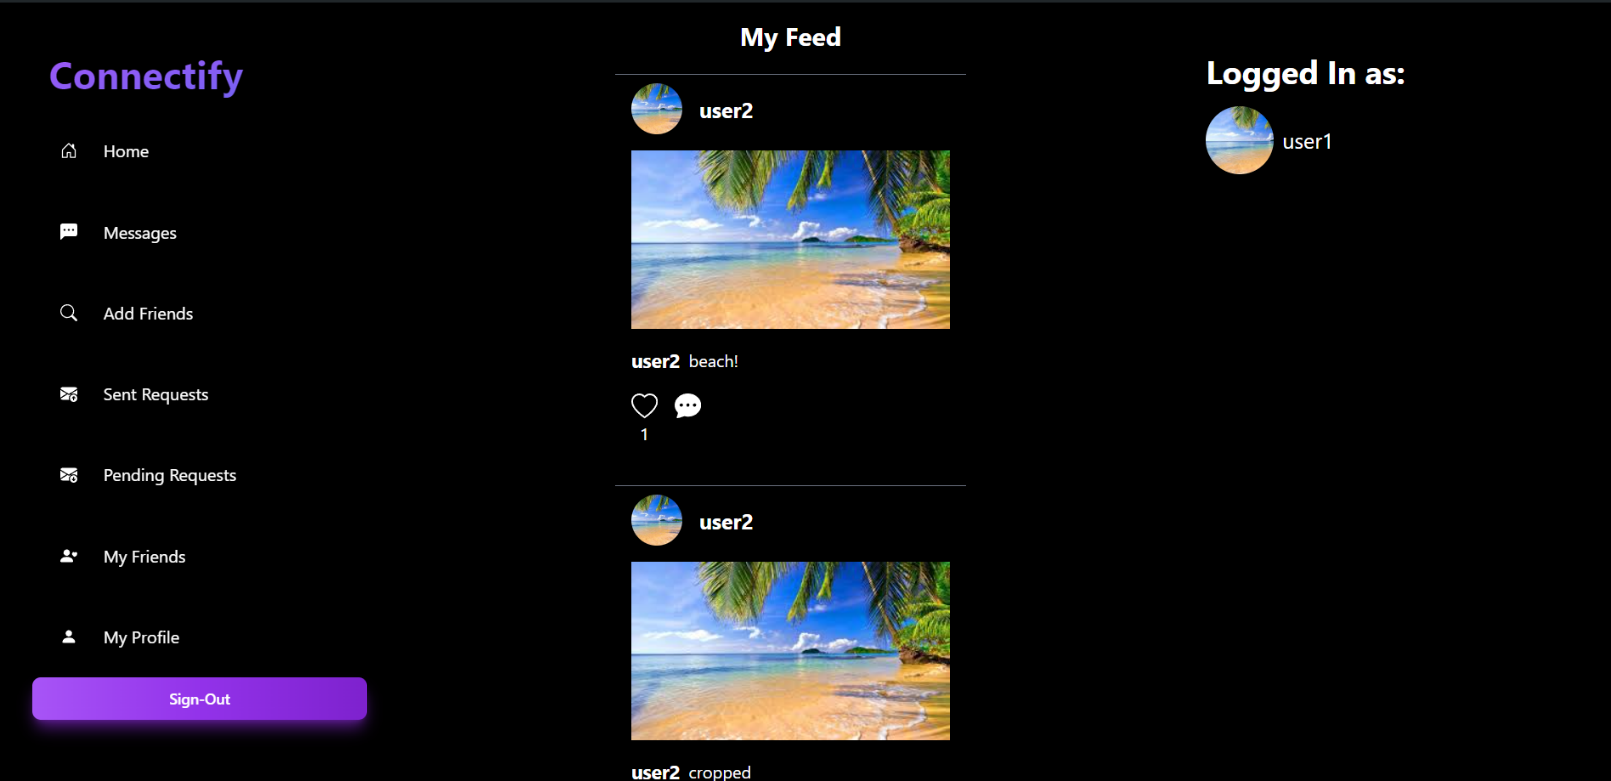 Connectify
Home
Messages
Add Friends
Sent Requests
Pending Requests
My Friends
My Profile
Sign-Out
My Feed
user2
user2 beach!
1
user2
user2 cropped
Logged In as:
user1